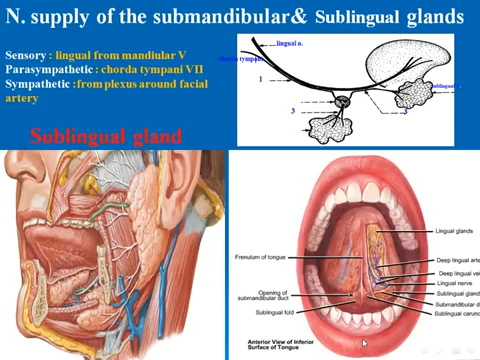 N. supply of the submandibular& Sublingual glands
Sensory : lingual from mandiular V
Parasympathetic : chorda tympani VII
Sympathetic :from plexus around facial
artery
lingual n.
chorda tympani
1
sublingual
3
3
Sublingual gland
Lingual glands
Deep lingual arte
Frenulum of tongue
Deep lingual vei
Lingual nerve
Opening of
submandibular duct
Sublingual gland
Submandibular d
Sublingual fold
Sublingual carunc
Anterior View of Inferior
Surface of Tongue